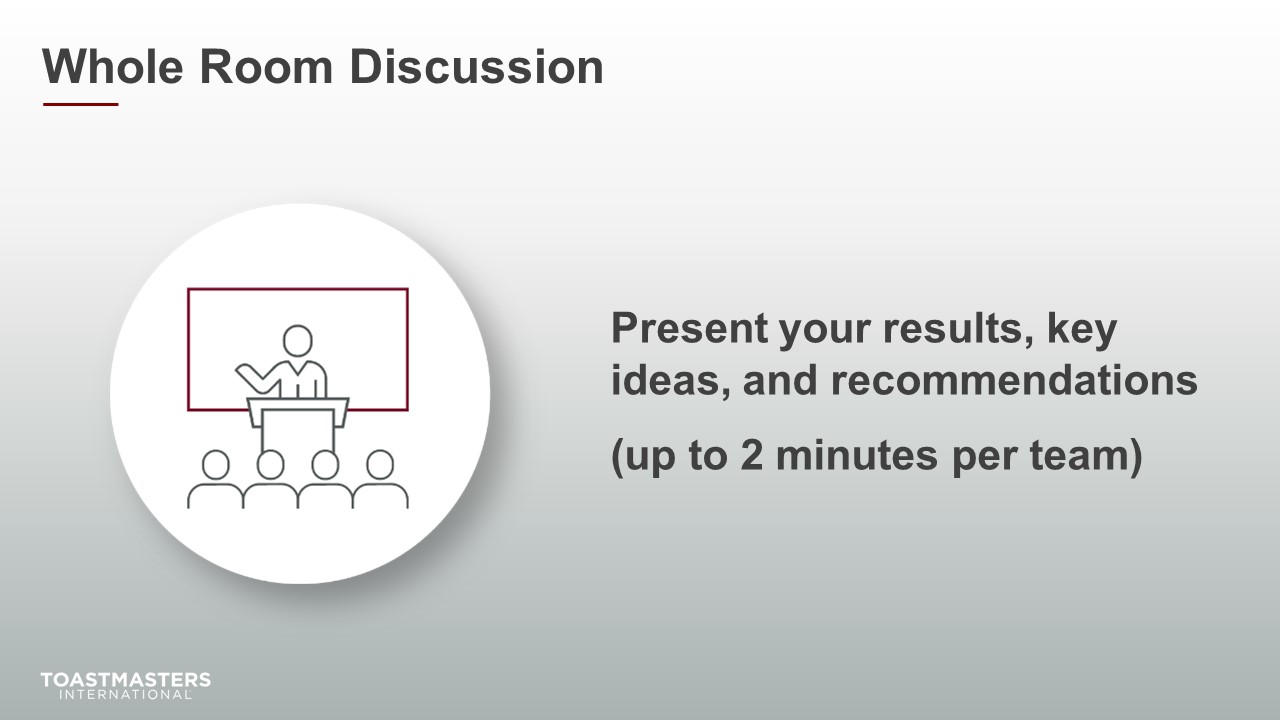 Whole Room Discussion
Present your results, key
ideas, and recommendations
(up to 2 minutes per team)
TOASTMASTERS
INTERNATIONAL